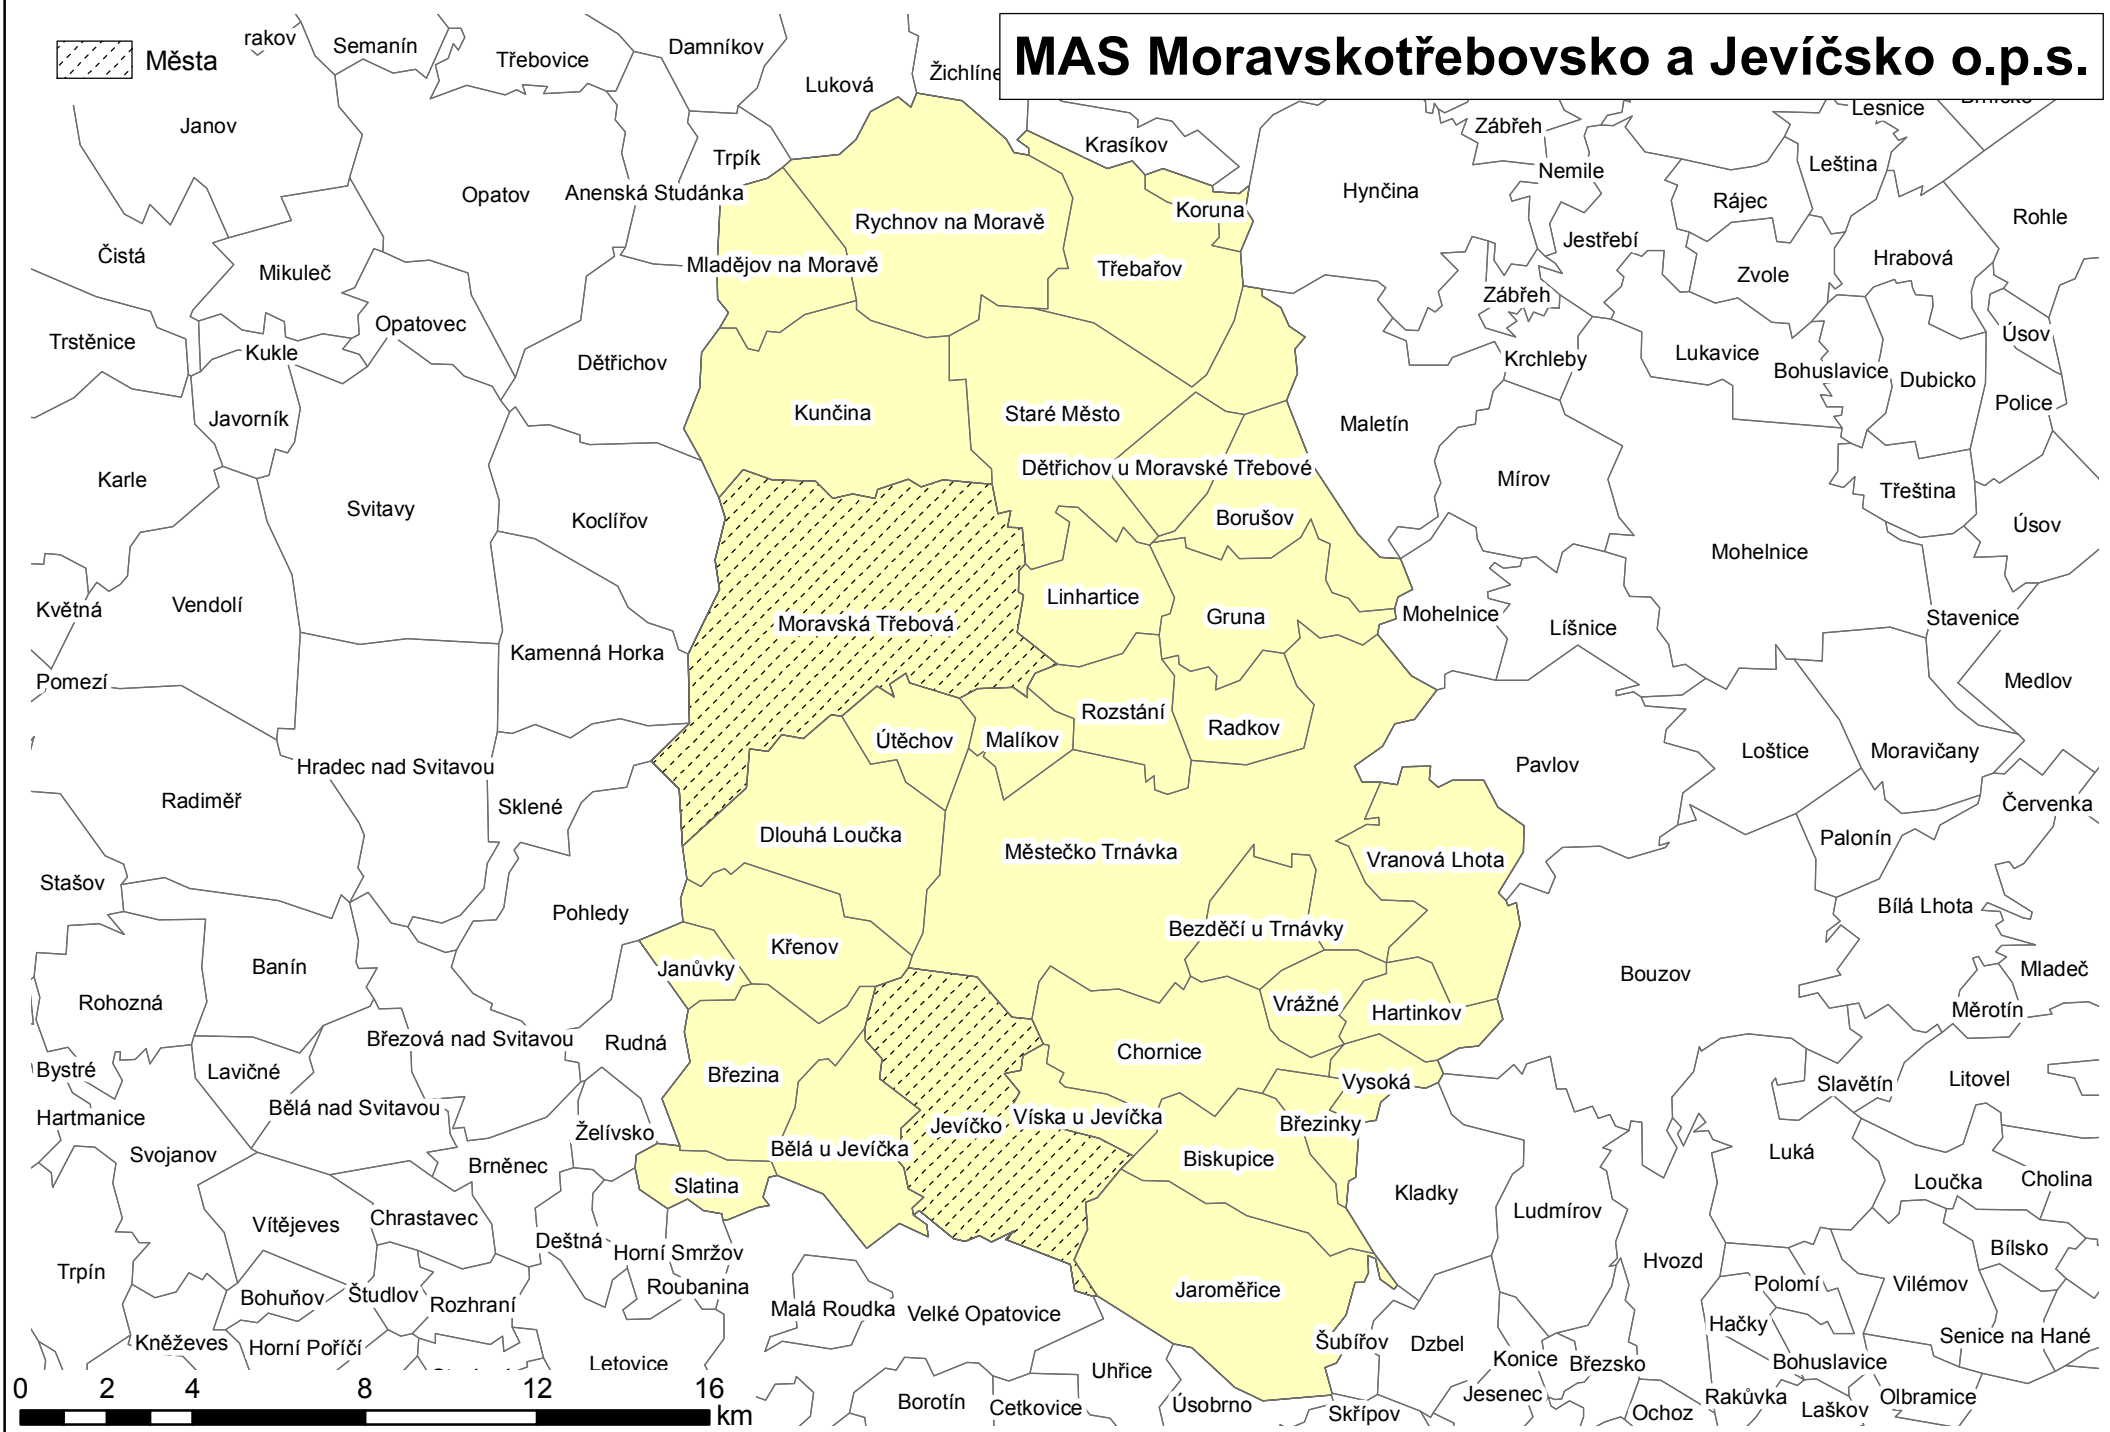 MAS Moravskotřebovsko a Jevíčsko o.p.s.
Města
rakov
Semanín
Třebovice
Damníkov
Luková
Žichlíne
Janov
Trpík
Krasíkov
Zábřeh
Lesnice
Leština
Nemile
Opatov
Anenská Studánka
Rychnov na Moravě
Koruna
Hynčina
Rájec
Rohle
Čistá
Mikuleč
Mladějov na Moravě
Třebařov
Jestřebí
Zvole
Hrabová
Zábřeh
Opatovec
Trstěnice
Kukle
Dětřichov
Krchleby
Lukavice
Bohuslavice
Dubicko
Úsov
Javorník
Kunčina
Staré Město
Maletín
Police
Karle
Svitavy
Koclířov
Dětřichov u Moravské Třebové
Borušov
Mírov
Třeština
Úsov
Mohelnice
Květná
Vendolí
Linhartice
Gruna
Mohelnice
Líšnice
Stavenice
Moravská Třebová
Kamenná Horka
Pomezí
Medlov
Rozstání
Radkov
Útěchov
Malíkov
Hradec nad Svitavou
Pavlov
Loštice
Moravičany
Radiměř
Sklené
Červenka
Dlouhá Loučka
Městečko Trnávka
Vranová Lhota
Palonín
Stašov
Pohledy
Bílá Lhota
Křenov
Bezděčí u Trnávky
Banín
Janůvky
Bouzov
Mladeč
Rohozná
Vrážné
Hartinkov
Měrotín
Březová nad Svitavou
Rudná
Chornice
Bystré
Lavičné
Březina
Vysoká
Slavětín
Litovel
Hartmanice
Bělá nad Svitavou
Želívsko
Jevíčko
Víska u Jevíčka
Březinky
Svojanov
Brněnec
Bělá u Jevíčka
Biskupice
Luká
Slatina
Kladky
Loučka
Cholina
Vítějeves
Chrastavec
Ludmírov
Deštná
Horní Smržov
Bílsko
Trpín
Hvozd
Roubanina
Bohuňov
Študlov
Rozhraní
Jaroměřice
Polomí
Vilémov
Malá Roudka
Velké Opatovice
Hačky
Kněževes
Horní Poříčí
Šubířov
Dzbel
Senice na Hané
Letovice
Konice
Březsko
Bohuslavice
Uhřice
Jesenec
Rakůvka
Olbramice
Borotín
Cetkovice
Úsobrno
Skřípov
Ochoz
Laškov
0 2 4 8 12 16
km